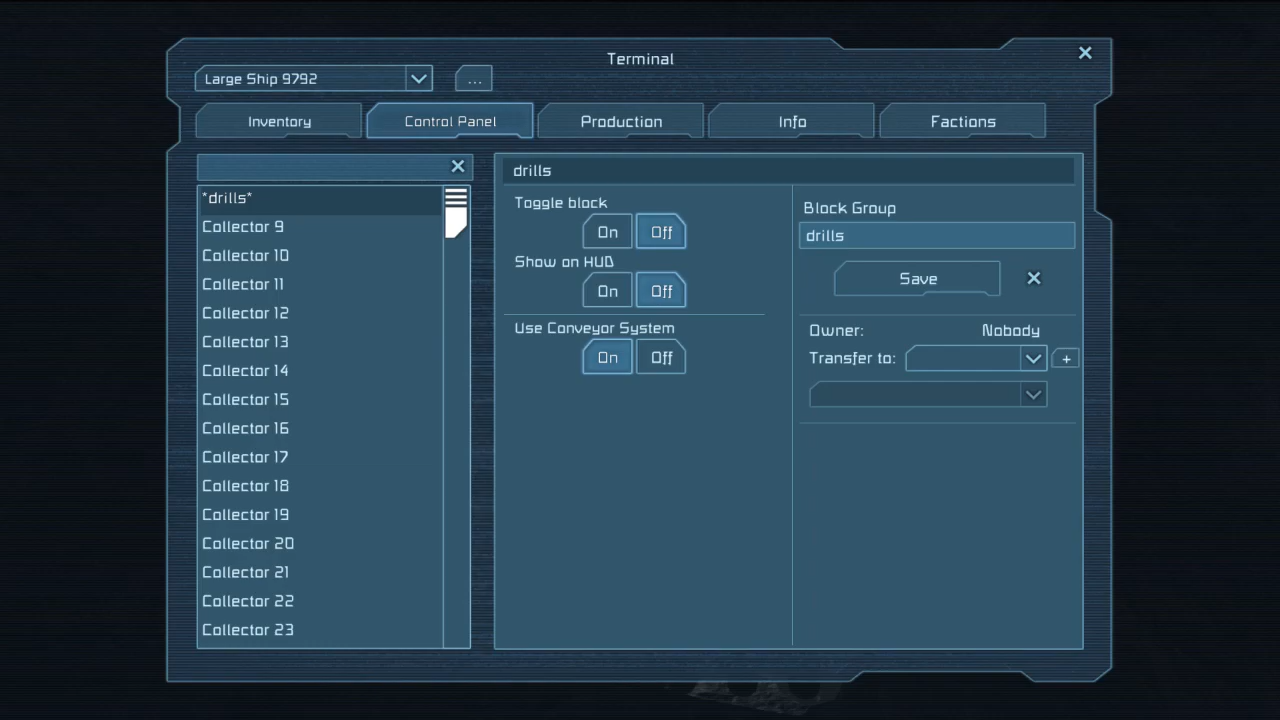 Terminal
Large Ship 9792
...
Inventory
Control Panel
Production
Info
Factions
*drills*
Collector 9
Collector 10
Collector 11
Collector 12
Collector 13
Collector 14
Collector 15
Collector 16
Collector 17
Collector 18
Collector 19
Collector 20
Collector 21
Collector 22
Collector 23
drills
Toggle block
On Off
Show on HUD
On Off
Use Conveyor System
On Off
Block Group
drills
Save
Owner: Nobody
Transfer to:
+